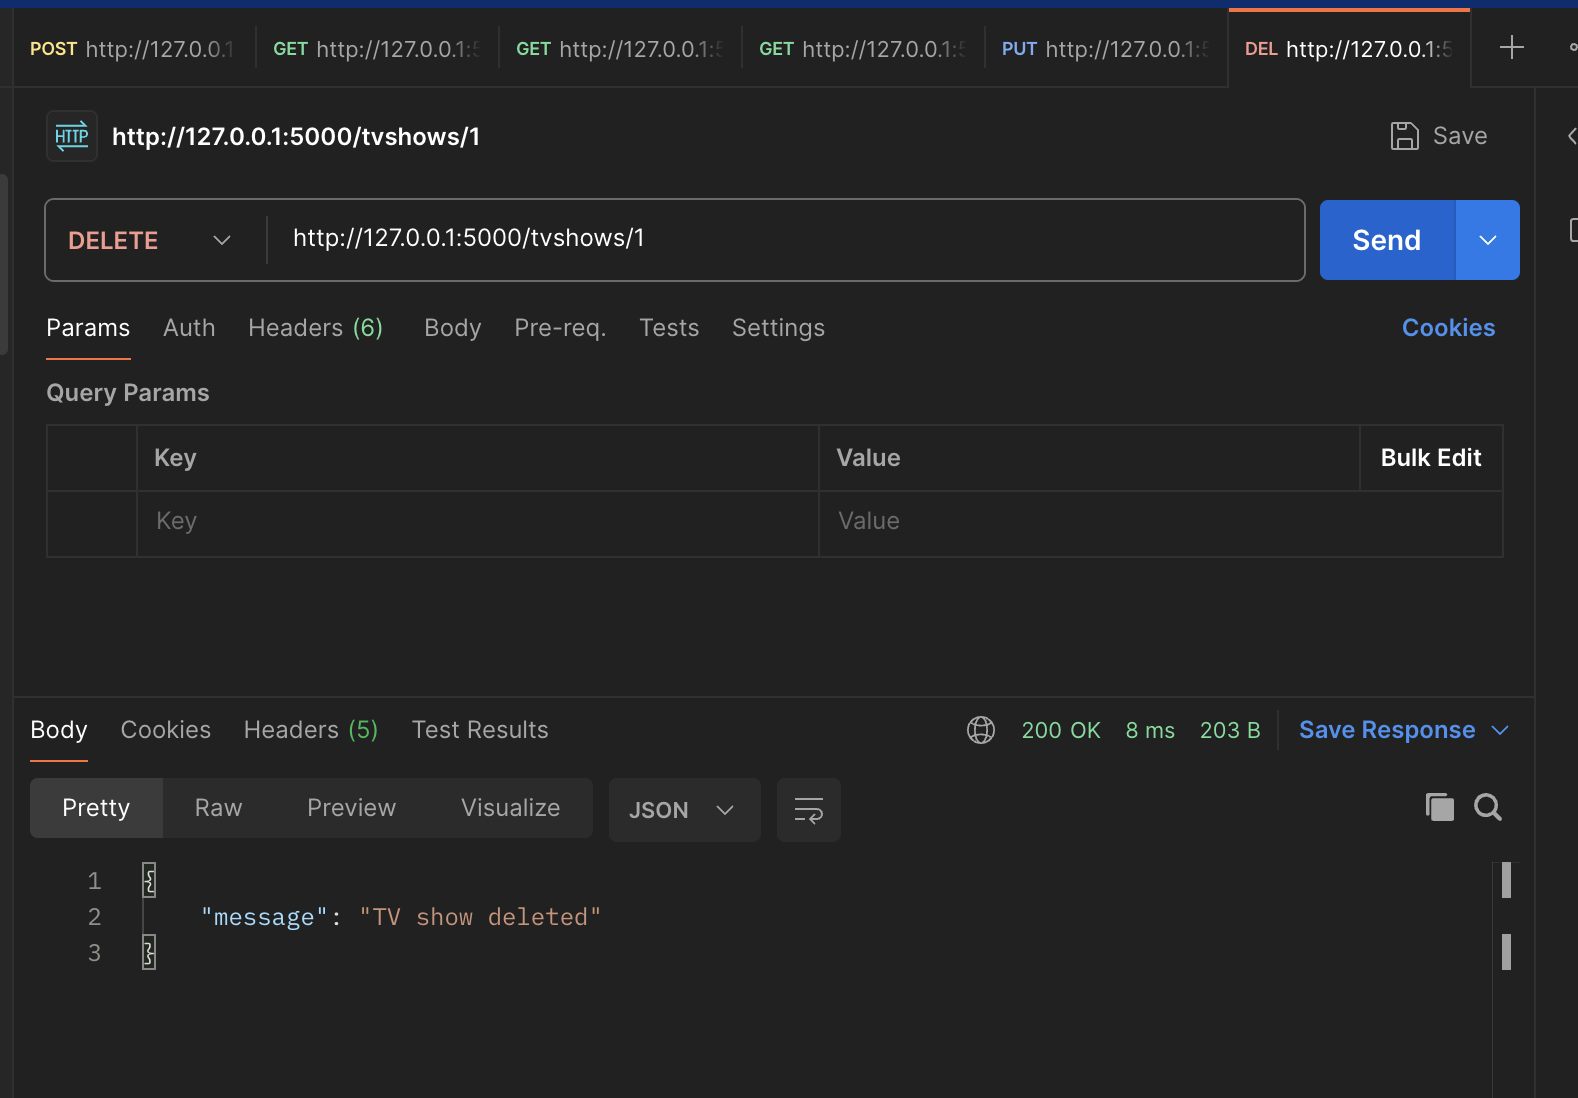 POST http://127.0.0.1 GET http://127.0.0.1:5 GET http://127.0.0.1:5 GET http://127.0.0.1:5 PUT http://127.0.0.1:5 DEL http://127.0.0.1:5
HTTP http://127.0.0.1:5000/tvshows/1 Save
DELETE http://127.0.0.1:5000/tvshows/1 Send
Params Auth Headers (6) Body Pre-req. Tests Settings Cookies
Query Params
Key Value Bulk Edit
Key Value
Body Cookies Headers (5) Test Results 200 OK 8 ms 203 B Save Response
Pretty Raw Preview Visualize JSON
1 {
2 "message": "TV show deleted"
3 }